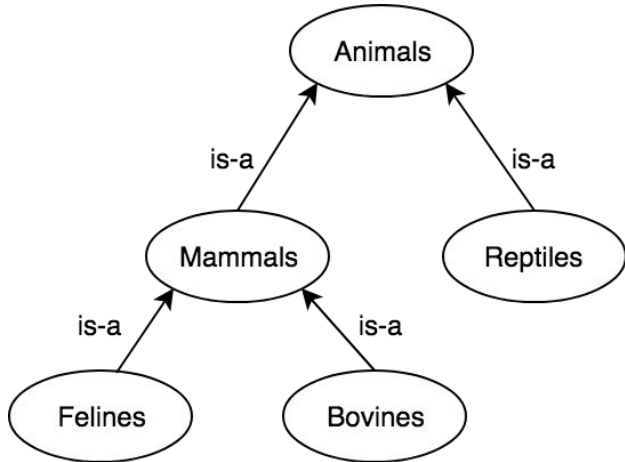 Animals
is-a
is-a
Mammals
Reptiles
is-a
is-a
Felines
Bovines